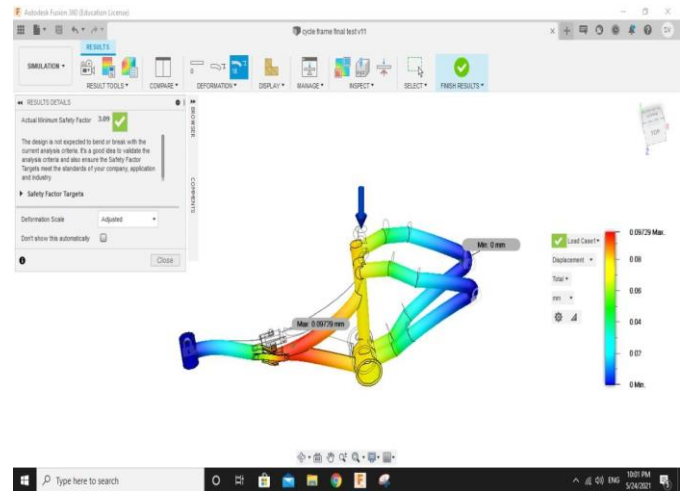 Autodesk Fusion 360 (Education License)
cycle frame final test v11
RESULTS
SIMULATION
RESULT TOOLS
COMPARE
DEFORMATION
DISPLAY
MANAGE
INSPECT
SELECT
FINISH RESULTS
RESULTS DETAILS
Actual Minimum Safety Factor 3.09
The design is not expected to bend or break with the
current analysis criteria. It's a good idea to validate the
analysis criteria and also ensure the Safety Factor
Targets meet the standards of your company, application
and industry.
Safety Factor Targets
Deformation Scale Adjusted
Don't show this automatically
Close
BROWSER
COMMENTS
TOP
Z
Min: 0 mm
Max: 0.09729 mm
Load Case1
Displacement
Total
mm
0.09729 Max.
0.08
0.06
0.04
0.02
0 Min.
Type here to search
ENG
10:01 PM
5/24/2021